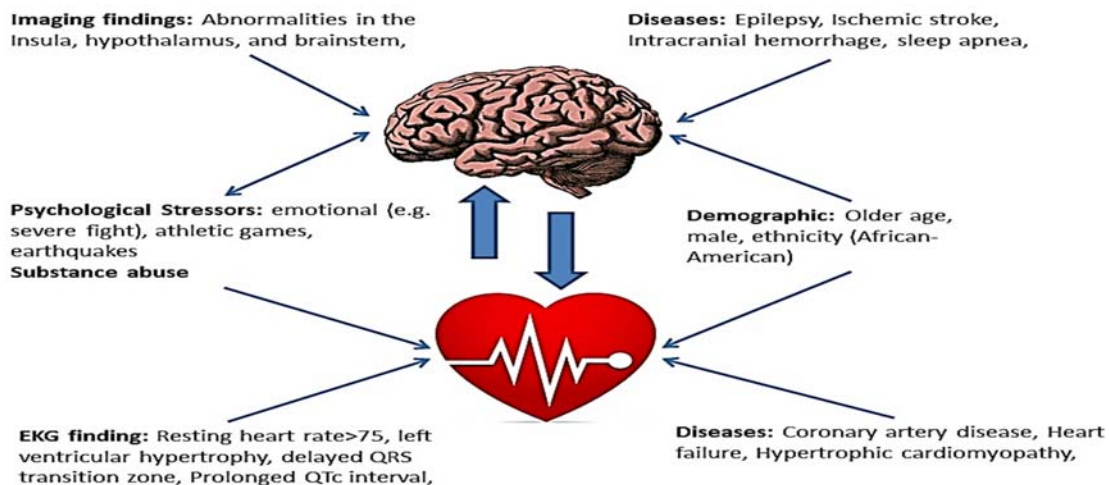 Imaging findings: Abnormalities in the
Insula, hypothalamus, and brainstem,
Diseases: Epilepsy, Ischemic stroke,
Intracranial hemorrhage, sleep apnea,
Psychological Stressors: emotional (e.g.
severe fight), athletic games,
earthquakes
Substance abuse
Demographic: Older age,
male, ethnicity (African-
American)
EKG finding: Resting heart rate>75, left
ventricular hypertrophy, delayed QRS
transition zone, Prolonged QTc interval,
Diseases: Coronary artery disease, Heart
failure, Hypertrophic cardiomyopathy,